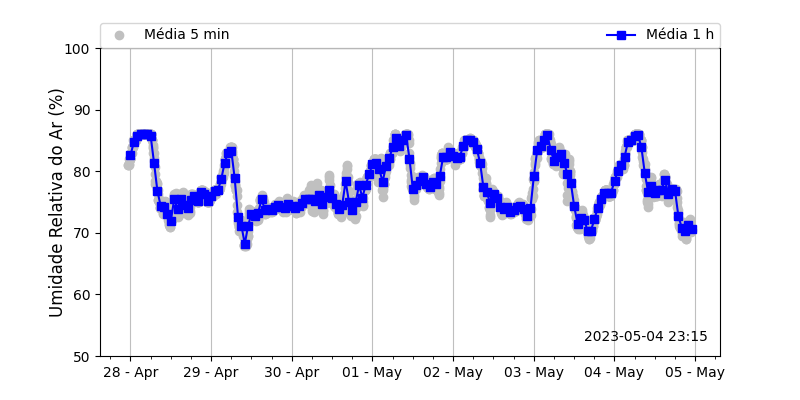 Média 5 min
Média 1 h
100
90
80
70
60
50
Umidade Relativa do Ar (%)
2023-05-04 23:15
28 - Apr
29 - Apr
30 - Apr
01 - May
02 - May
03 - May
04 - May
05 - May